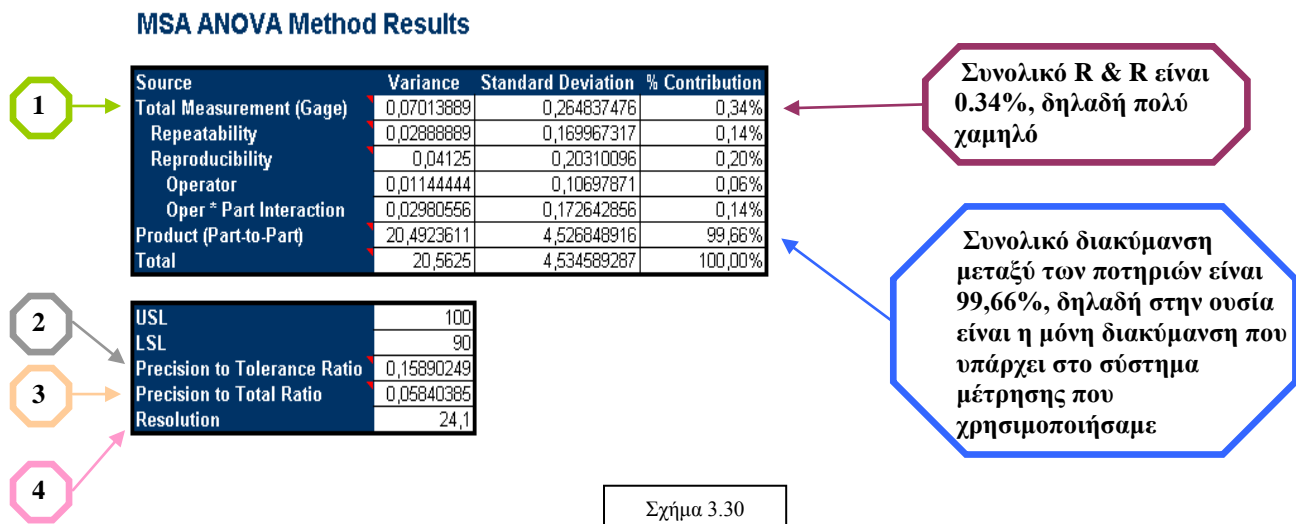 MSA ANOVA Method Results
Source Variance Standard Deviation % Contribution
Total Measurement (Gage) 0,07013889 0,264837476 0,34%
Repeatability 0,02888889 0,169967317 0,14%
Reproducibility 0,04125 0,20310096 0,20%
Operator 0,01144444 0,10697871 0,06%
Oper * Part Interaction 0,02980556 0,172642856 0,14%
Product (Part-to-Part) 20,4923611 4,526848916 99,66%
Total 20,5625 4,534589287 100,00%
USL 100
LSL 90
Precision to Tolerance Ratio 0,15890249
Precision to Total Ratio 0,05840385
Resolution 24,1
1
2
3
4
Συνολικό R & R είναι
0.34%, δηλαδή πολύ
χαμηλό
Συνολικό διακύμανση
μεταξύ των ποτηριών είναι
99,66%, δηλαδή στην ουσία
είναι η μόνη διακύμανση που
υπάρχει στο σύστημα
μέτρησης που
χρησιμοποιήσαμε
Σχήμα 3.30